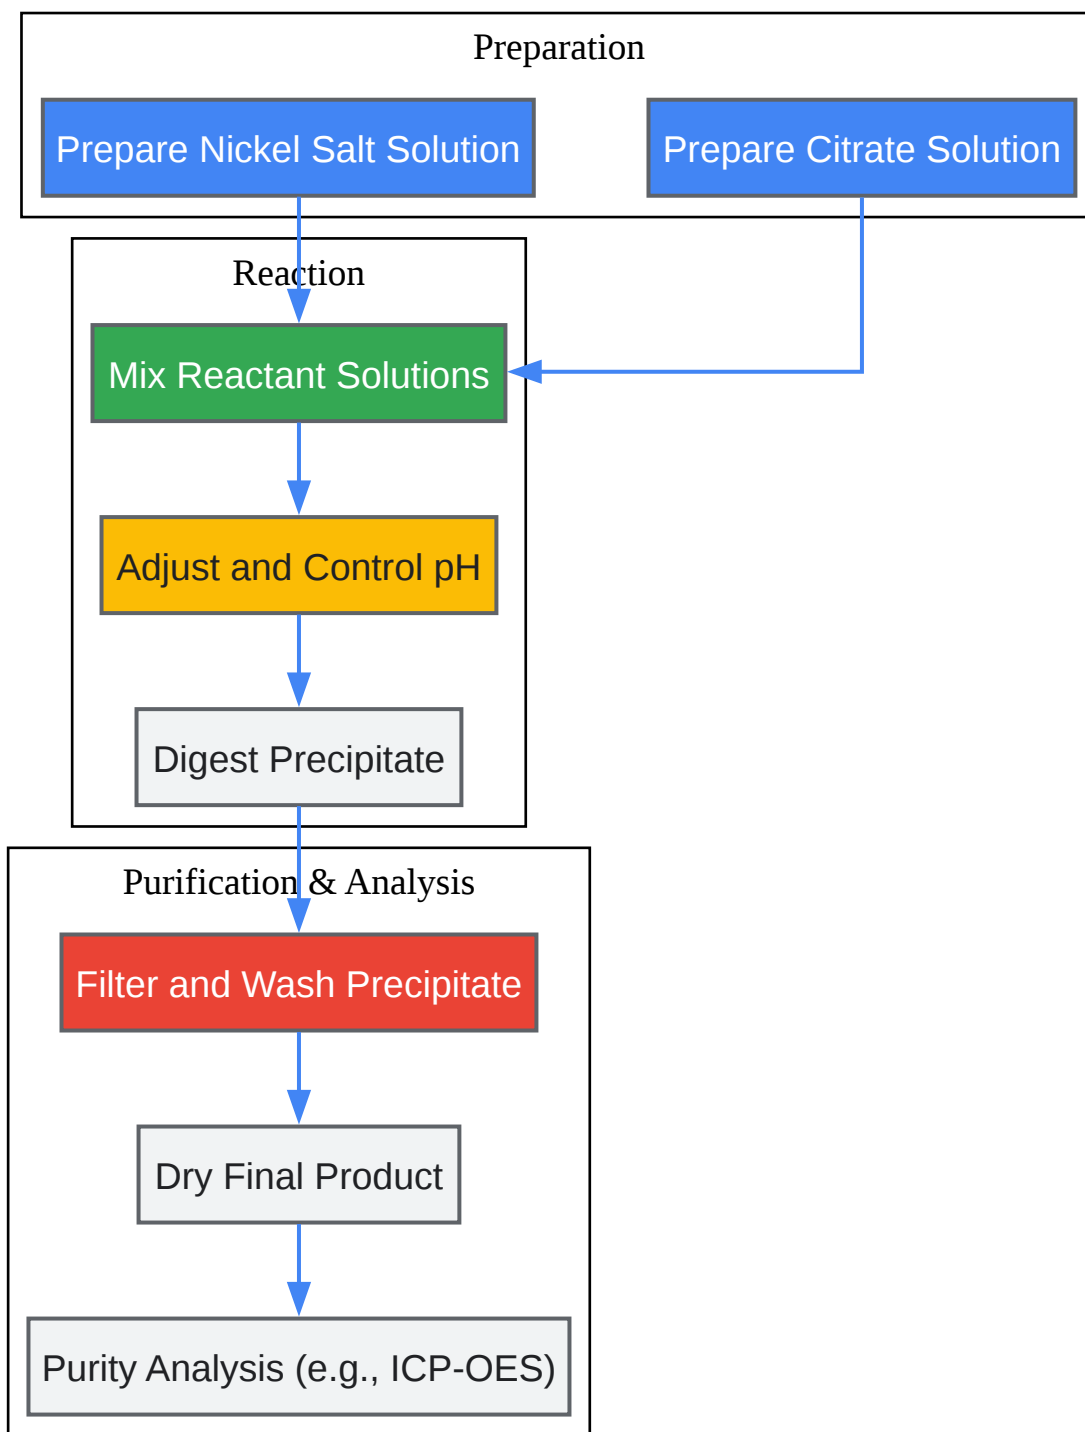 Preparation
Prepare Nickel Salt Solution
Prepare Citrate Solution
Reaction
Mix Reactant Solutions
Adjust and Control pH
Digest Precipitate
Purification & Analysis
Filter and Wash Precipitate
Dry Final Product
Purity Analysis (e.g., ICP-OES)